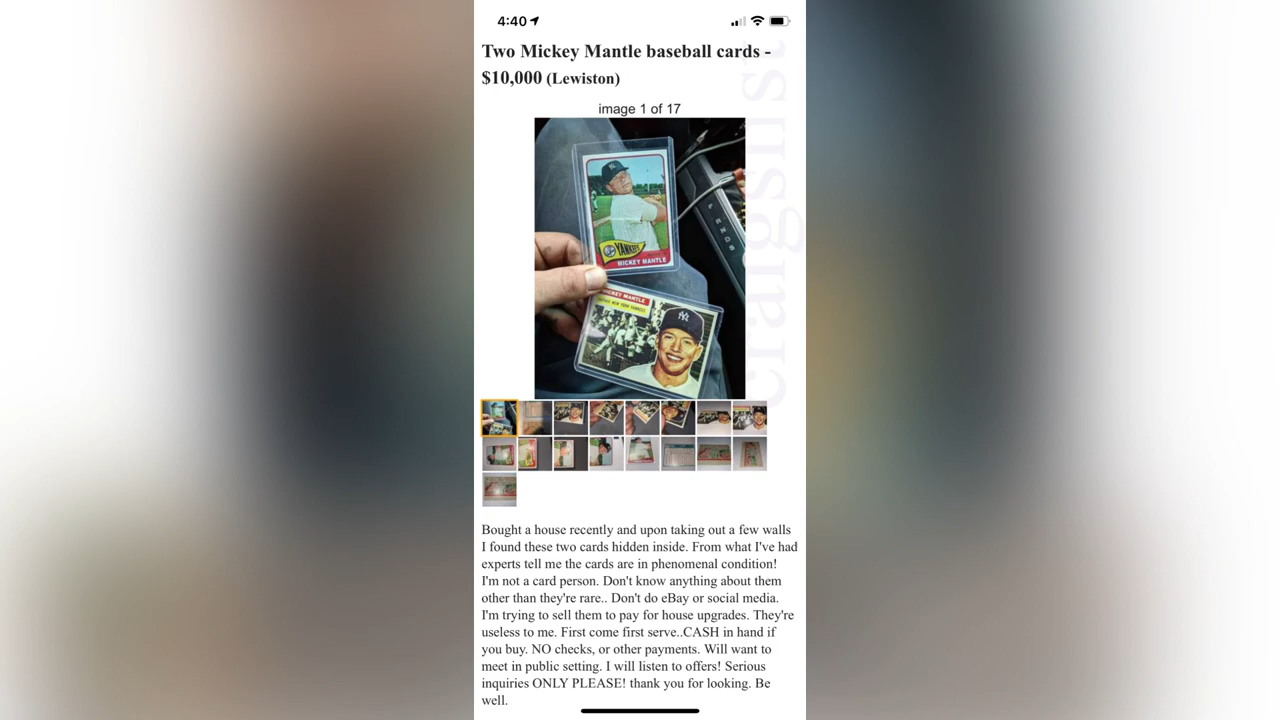 4:40
Two Mickey Mantle baseball cards -
$10,000 (Lewiston)
image 1 of 17
craigslist
YANKEES
MICKEY MANTLE
MICKEY MANTLE
OUTFIELD NEW YORK YANKEES
Bought a house recently and upon taking out a few walls
I found these two cards hidden inside. From what I've had
experts tell me the cards are in phenomenal condition!
I'm not a card person. Don't know anything about them
other than they're rare.. Don't do eBay or social media.
I'm trying to sell them to pay for house upgrades. They're
useless to me. First come first serve..CASH in hand if
you buy. NO checks, or other payments. Will want to
meet in public setting. I will listen to offers! Serious
inquiries ONLY PLEASE! thank you for looking. Be
well.